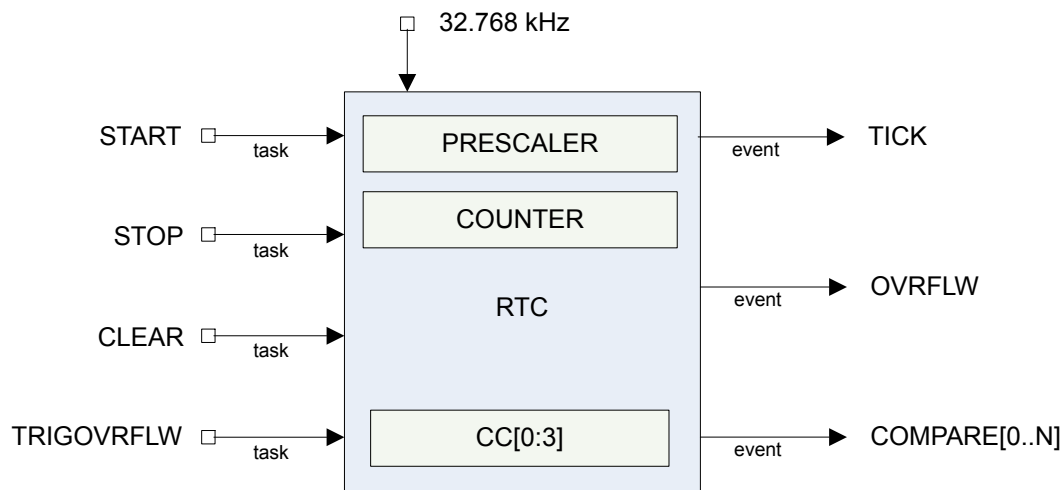 32.768 kHz
START
task
PRESCALER
event
TICK
STOP
task
COUNTER
RTC
event
OVRFLW
CLEAR
task
TRIGOVRFLW
task
CC[0:3]
event
COMPARE[0..N]